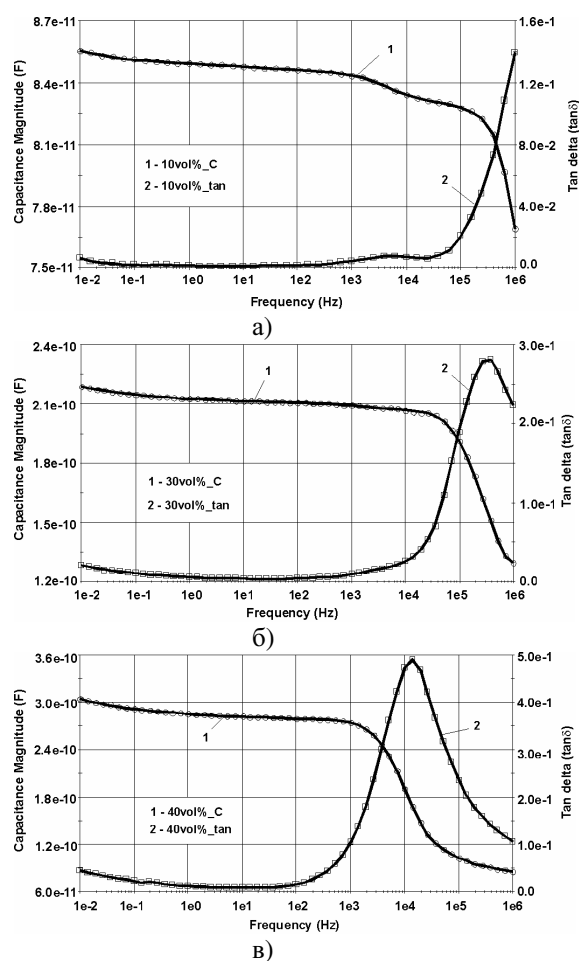 8.7e-11
8.4e-11
8.1e-11
7.8e-11
7.5e-11
Capacitance Magnitude (F)
1
2
1 - 10vol%_C
2 - 10vol%_tan
1.6e-1
1.2e-1
8.0e-2
4.0e-2
0.0
Tan delta (tanδ)
1e-2 1e-1 1e0 1e1 1e2 1e3 1e4 1e5 1e6
Frequency (Hz)
а)
2.4e-10
2.1e-10
1.8e-10
1.5e-10
1.2e-10
Capacitance Magnitude (F)
1
2
1 - 30vol%_C
2 - 30vol%_tan
3.0e-1
2.0e-1
1.0e-1
0.0
Tan delta (tanδ)
1e-2 1e-1 1e0 1e1 1e2 1e3 1e4 1e5 1e6
Frequency (Hz)
б)
3.6e-10
3.0e-10
2.4e-10
1.8e-10
1.2e-10
6.0e-11
Capacitance Magnitude (F)
1
2
1 - 40vol%_C
2 - 40vol%_tan
5.0e-1
4.0e-1
3.0e-1
2.0e-1
1.0e-1
0.0
Tan delta (tanδ)
1e-2 1e-1 1e0 1e1 1e2 1e3 1e4 1e5 1e6
Frequency (Hz)
в)